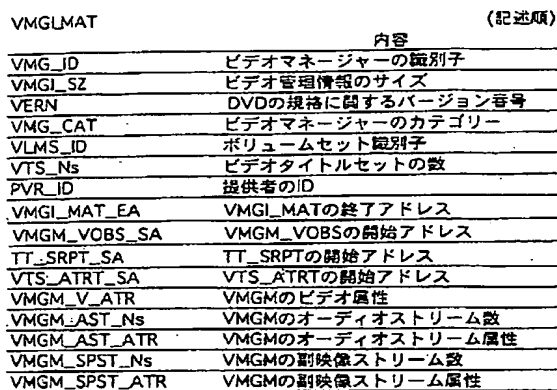 VMGI_MAT (記述順)
内容
VMG_ID ビデオマネージャーの識別子
VMGI_SZ ビデオ管理情報のサイズ
VERN DVDの規格に関するバージョン番号
VMG_CAT ビデオマネージャーのカテゴリー
VLMS_ID ボリュームセット識別子
VTS_Ns ビデオタイトルセットの数
PVR_ID 提供者のID
VMGI_MAT_EA VMGI_MATの終了アドレス
VMGM_VOBS_SA VMGM_VOBSの開始アドレス
TT_SRPT_SA TT_SRPTの開始アドレス
VTS_ATRT_SA VTS_ATRTの開始アドレス
VMGM_V_ATR VMGMのビデオ属性
VMGM_AST_Ns VMGMのオーディオストリーム数
VMGM_AST_ATR VMGMのオーディオストリーム属性
VMGM_SPST_Ns VMGMの副映像ストリーム数
VMGM_SPST_ATR VMGMの副映像ストリーム属性